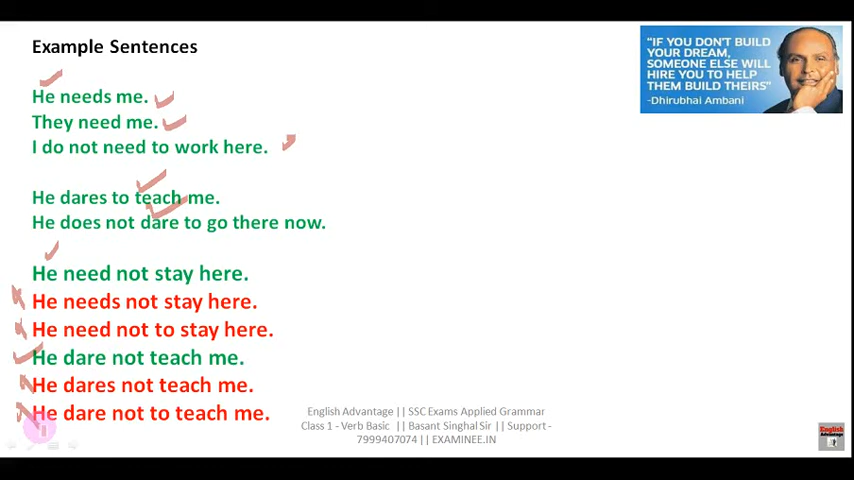 Example Sentences
"IF YOU DON'T BUILD
YOUR DREAM,
SOMEONE ELSE WILL
HIRE YOU TO HELP
THEM BUILD THEIRS"
-Dhirubhai Ambani
He needs me.
They need me.
I do not need to work here.
He dares to teach me.
He does not dare to go there now.
He need not stay here.
He needs not stay here.
He need not to stay here.
He dare not teach me.
He dares not teach me.
He dare not to teach me.
English Advantage || SSC Exams Applied Grammar
Class 1 - Verb Basic || Basant Singhal Sir || Support -
7999407074 || EXAMINEE.IN
English
Advantage